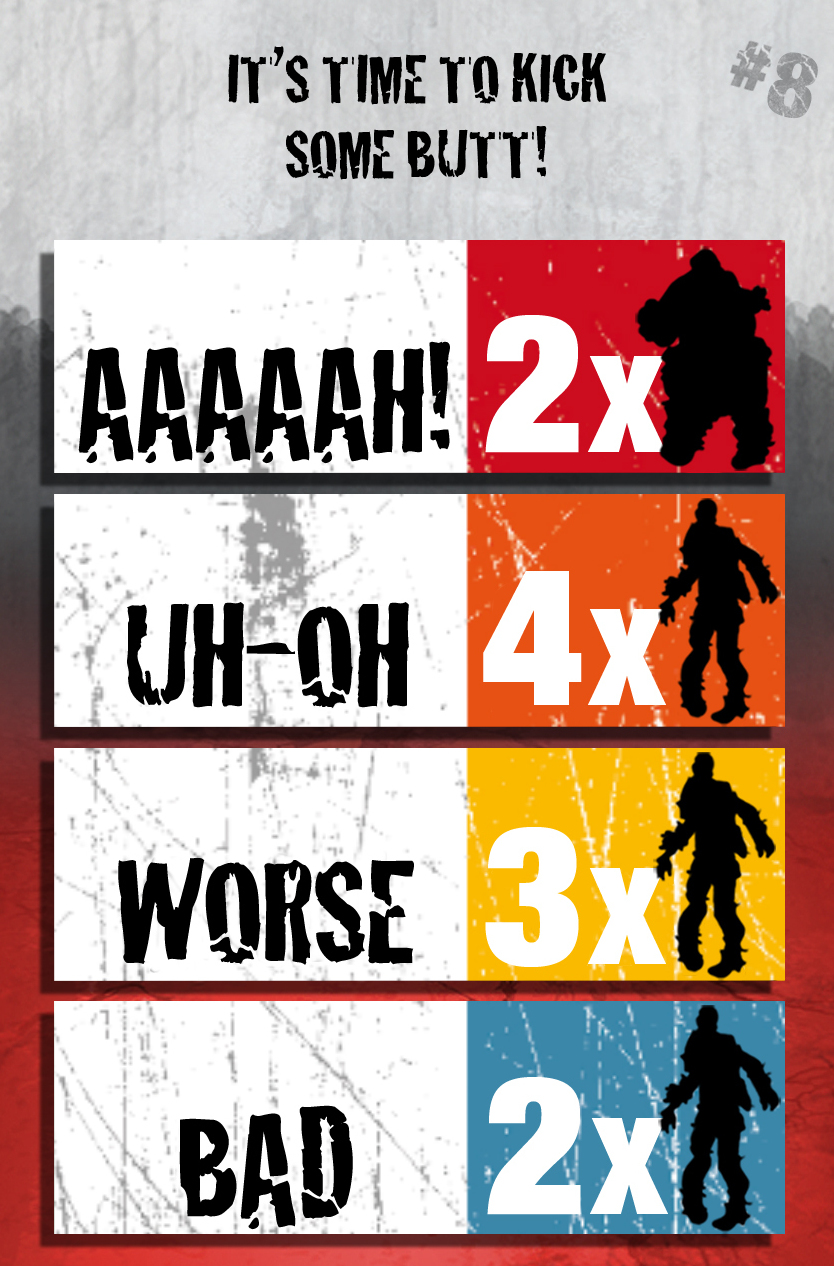 IT'S TIME TO KICK
#8
SOME BUTT!
AAAAAH!
2x
UH-OH
4x
WORSE
3x
BAD
2x